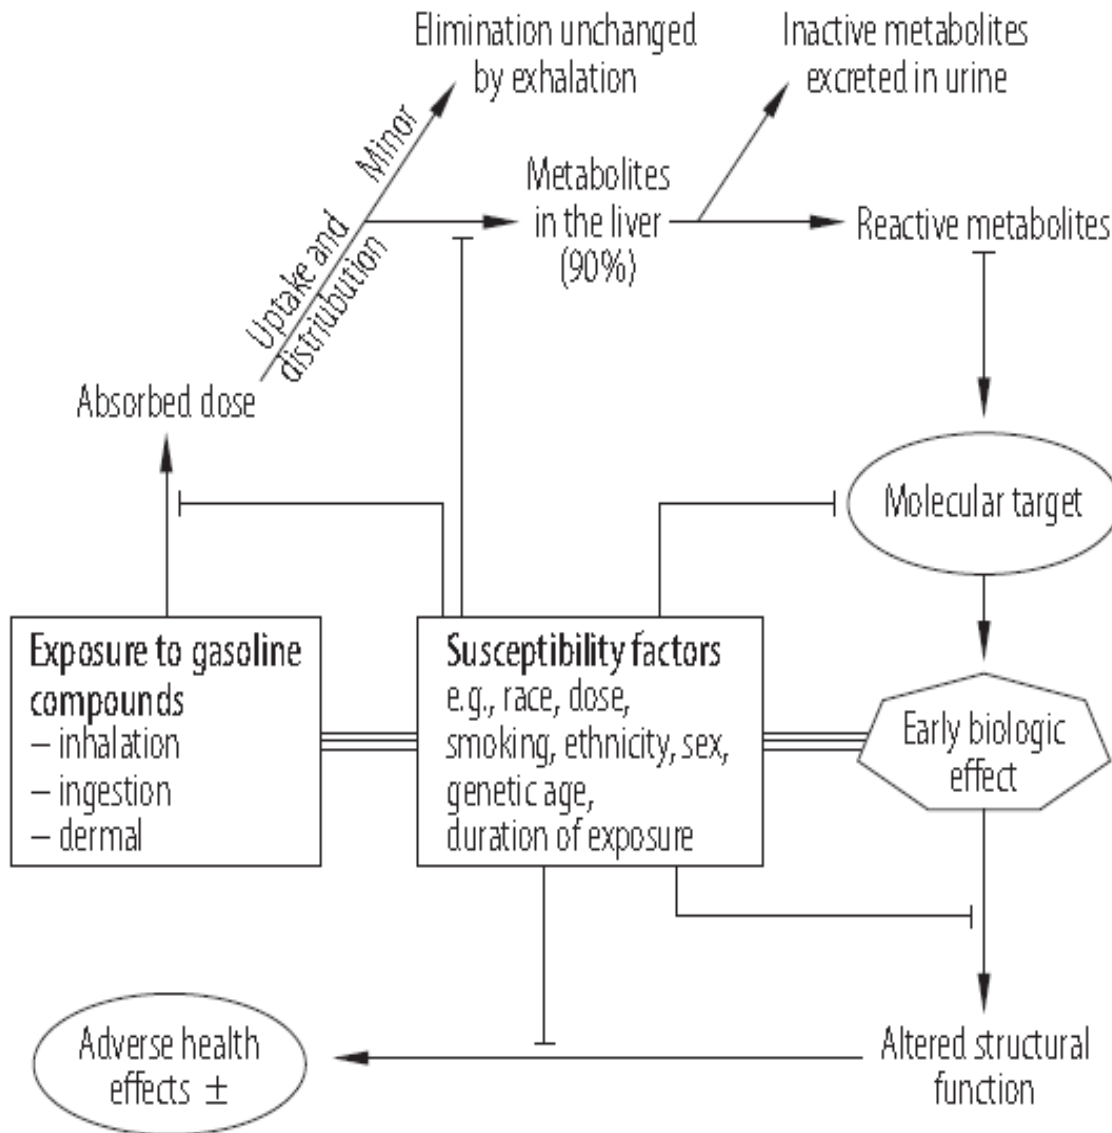 Elimination unchanged
by exhalation
Inactive metabolites
excreted in urine
Minor
Metabolites
in the liver
(90%)
Reactive metabolites
Uptake and
distriubution
Absorbed dose
Molecular target
Exposure to gasoline
compounds
– inhalation
– ingestion
– dermal
Susceptibility factors
e.g., race, dose,
smoking, ethnicity, sex,
genetic age,
duration of exposure
Early biologic
effect
Adverse health
effects ±
Altered structural
function